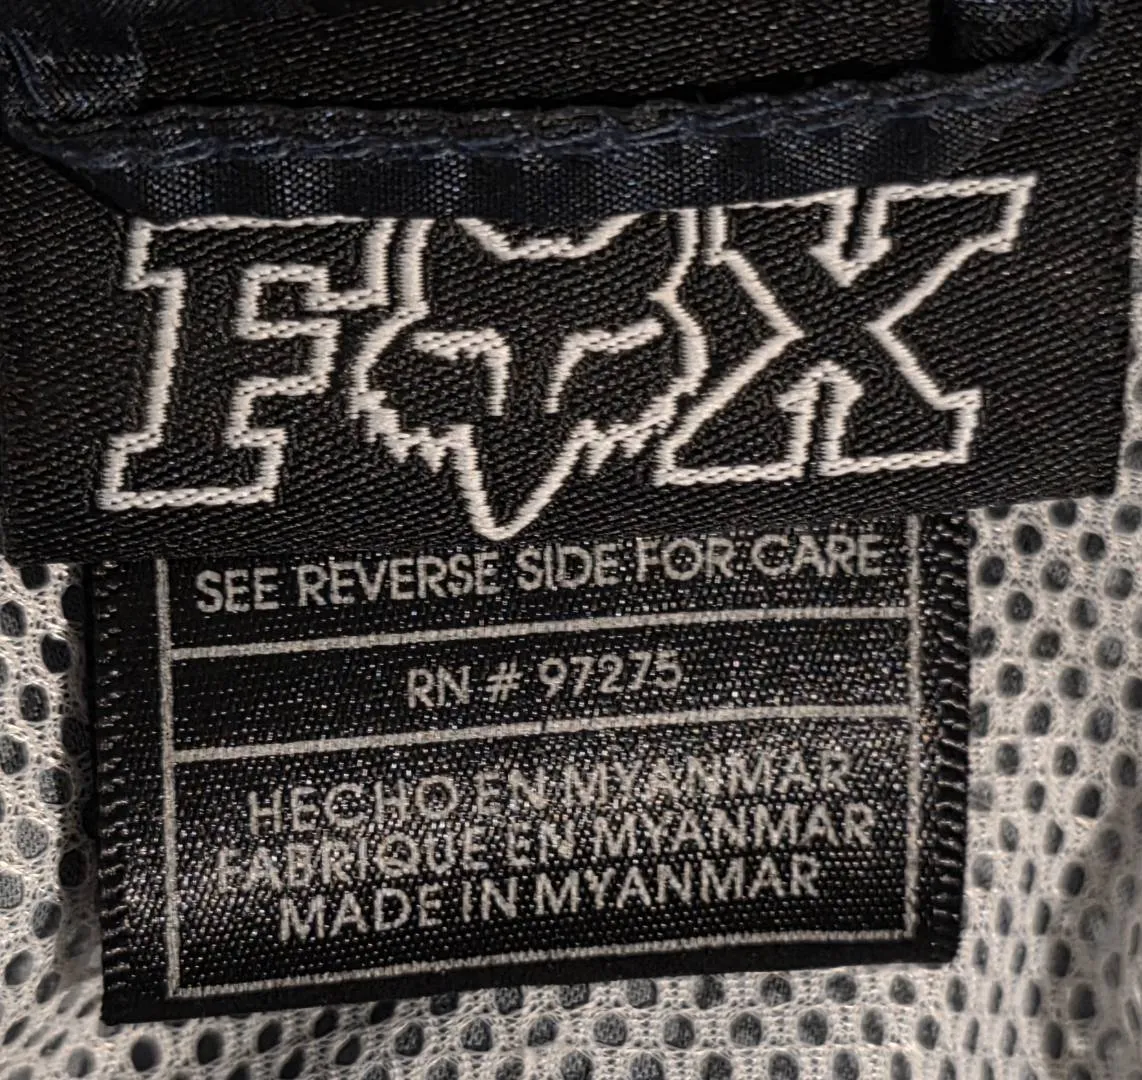 FOX
SEE REVERSE SIDE FOR CARE
RN # 97275
HECHO EN MYANMAR
FABRIQUE EN MYANMAR
MADE IN MYANMAR